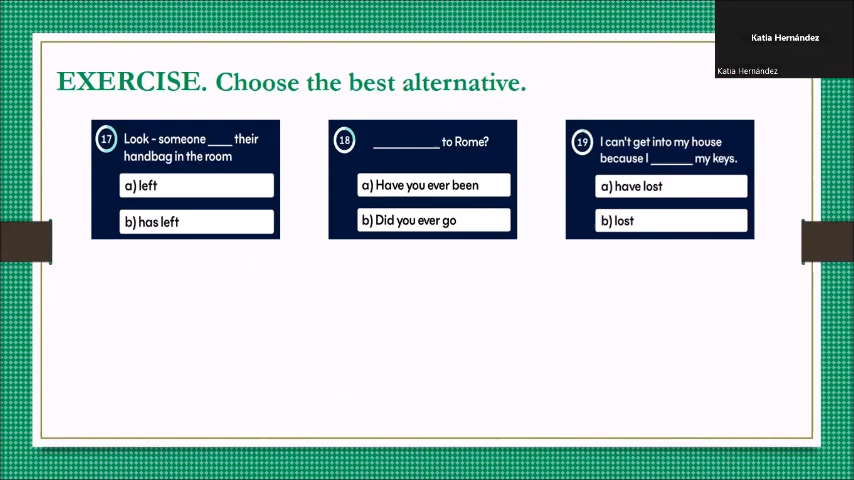 Katia Hernández
Katia Hernández
EXERCISE. Choose the best alternative.
17
Look - someone ____ their
handbag in the room
a) left
b) has left
18
__________ to Rome?
a) Have you ever been
b) Did you ever go
19
I can't get into my house
because I ______ my keys.
a) have lost
b) lost